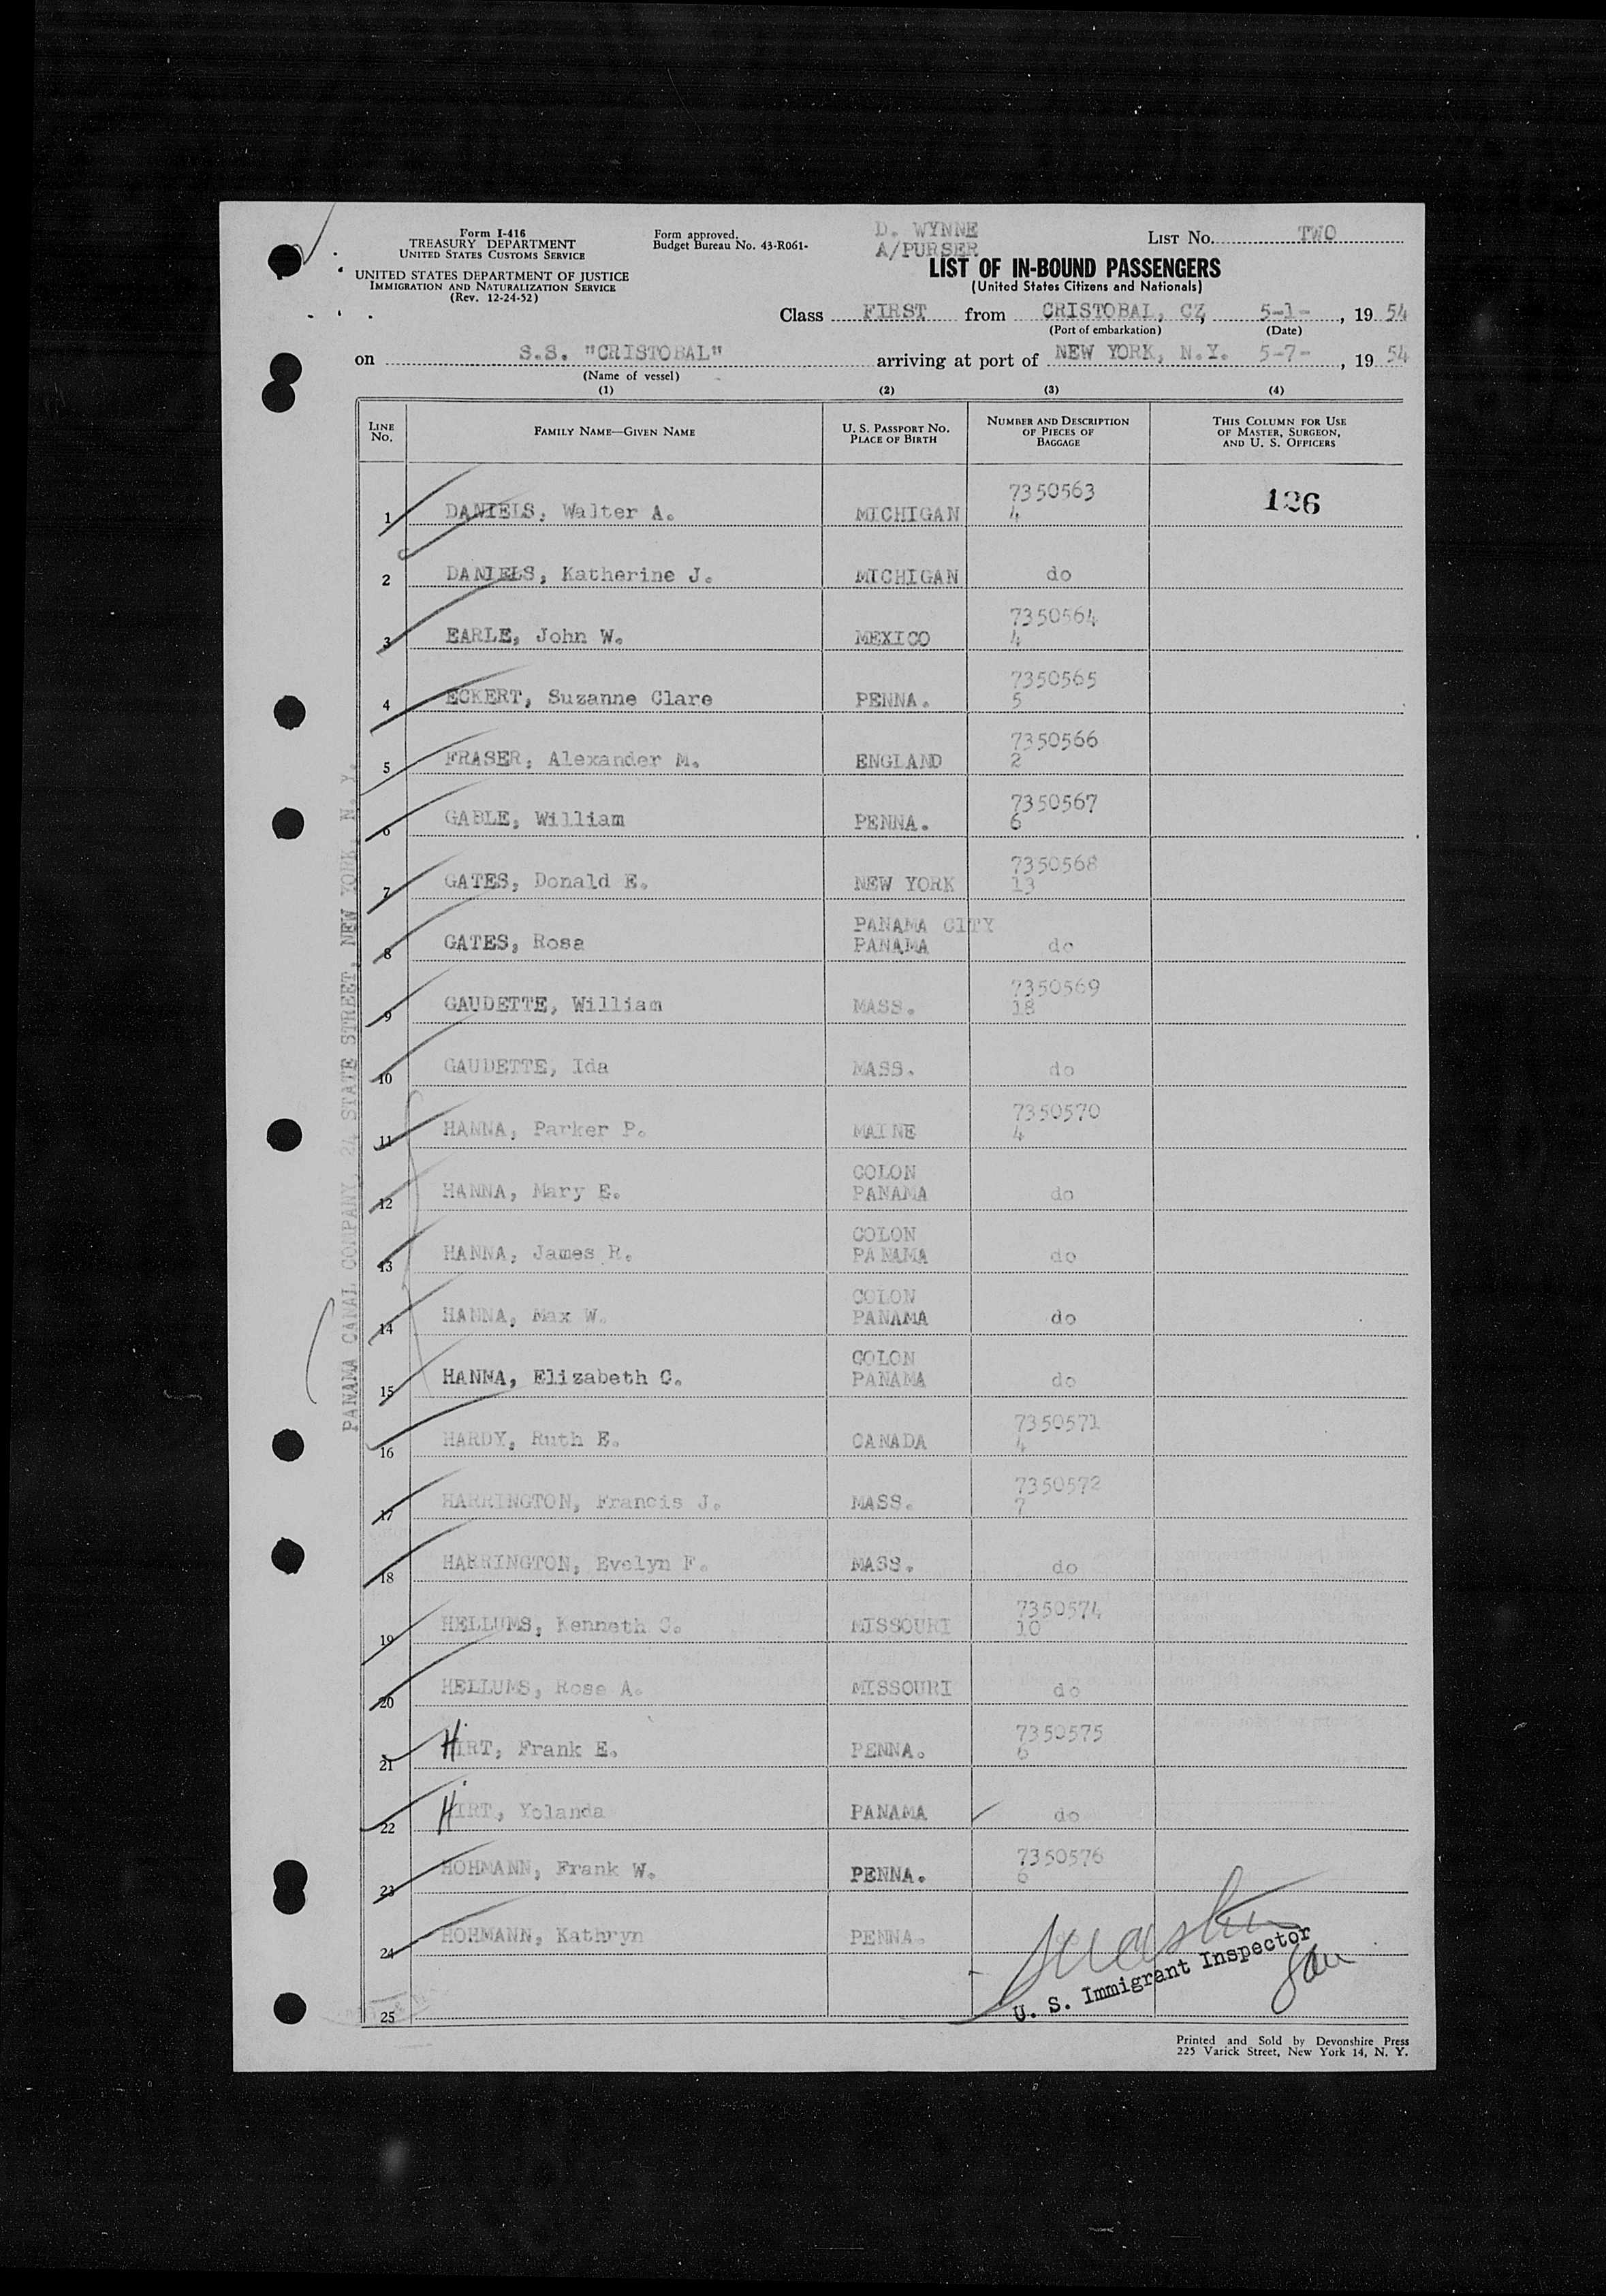 Form I-416
TREASURY DEPARTMENT
UNITED STATES CUSTOMS SERVICE
UNITED STATES DEPARTMENT OF JUSTICE
IMMIGRATION AND NATURALIZATION SERVICE
(Rev. 12-24-52)
Form approved.
Budget Bureau No. 43-R061-
D. WYNNE
A/PURSER
LIST No. TWO
LIST OF IN-BOUND PASSENGERS
(United States Citizens and Nationals)
Class FIRST from CRISTOBAL, CZ, 5-1-, 19 54
(Port of embarkation) (Date)
on S.S. "CRISTOBAL" arriving at port of NEW YORK, N.Y. 5-7-, 19 54
(Name of vessel)
(1) (2) (3) (4)
LINE No. FAMILY NAME—GIVEN NAME U. S. PASSPORT No. PLACE OF BIRTH NUMBER AND DESCRIPTION OF PIECES OF BAGGAGE THIS COLUMN FOR USE OF MASTER, SURGEON, AND U. S. OFFICERS
7350563 126
1 DANIELS, Walter A. MICHIGAN 4
2 DANIELS, Katherine J. MICHIGAN do
7350564
3 EARLE, John W. MEXICO 4
7350565
4 ECKERT, Suzanne Clare PENNA. 5
7350566
5 FRASER, Alexander M. ENGLAND 2
7350567
6 GABLE, William PENNA. 6
7350568
7 GATES, Donald E. NEW YORK 13
PANAMA CITY
8 GATES, Rosa PANAMA do
7350569
9 GAUDETTE, William MASS. 18
10 GAUDETTE, Ida MASS. do
7350570
11 HANNA, Parker P. MAINE 4
COLON
12 HANNA, Mary E. PANAMA do
COLON
13 HANNA, James R. PANAMA do
COLON
14 HANNA, Max W. PANAMA do
COLON
15 HANNA, Elizabeth C. PANAMA do
7350571
16 HARDY, Ruth E. CANADA 4
7350572
17 HARRINGTON, Francis J. MASS. 7
18 HARRINGTON, Evelyn F. MASS. do
7350574
19 HELLUMS, Kenneth C. MISSOURI 10
20 HELLUMS, Rose A. MISSOURI do
7350575
21 HIRT, Frank E. PENNA. 6
22 HIRT, Yolanda PANAMA do
7350576
23 HOHMANN, Frank W. PENNA. 6
24 HOHMANN, Kathryn PENNA.
25
U. S. Immigrant Inspector
PANAMA CANAL COMPANY, 24 STATE STREET, NEW YORK, N. Y.
Printed and Sold by Devonshire Press
225 Varick Street, New York 14, N. Y.